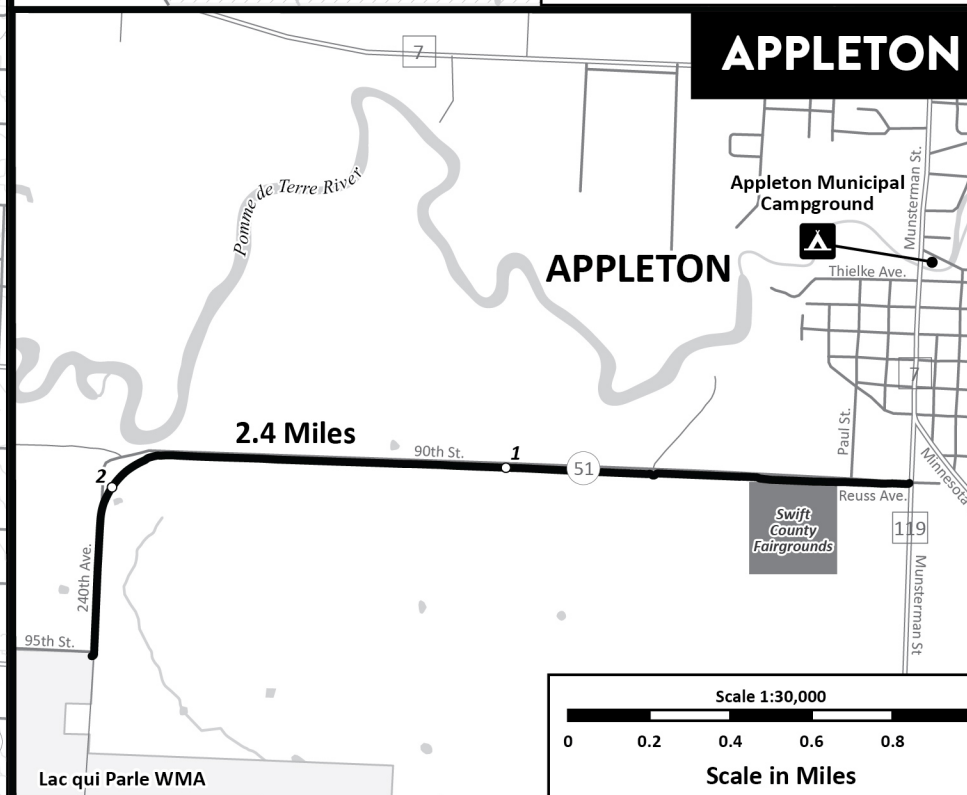 APPLETON
7
Pomme de Terre River
Munsterman St.
Appleton Municipal
Campground
APPLETON
Thielke Ave.
7
2.4 Miles
90th St.
1
51
2
Paul St.
Minnesota
Reuss Ave.
Swift
County
Fairgrounds
119
240th Ave.
Munsterman St
95th St.
Lac qui Parle WMA
Scale 1:30,000
0 0.2 0.4 0.6 0.8
Scale in Miles